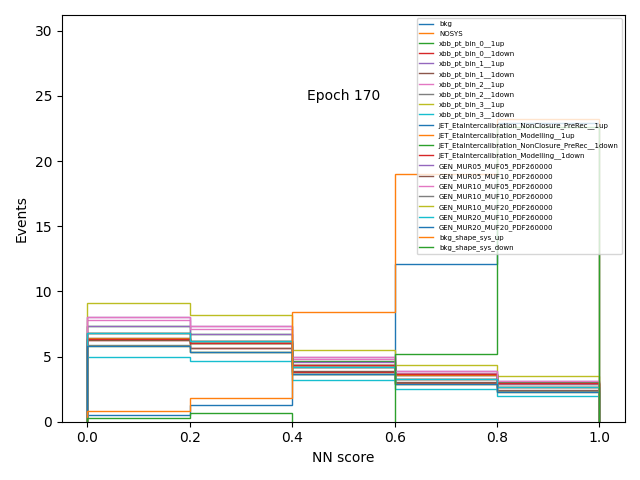 bkg
NOSYS
xbb_pt_bin_0__1up
xbb_pt_bin_0__1down
xbb_pt_bin_1__1up
xbb_pt_bin_1__1down
xbb_pt_bin_2__1up
xbb_pt_bin_2__1down
xbb_pt_bin_3__1up
xbb_pt_bin_3__1down
JET_EtaIntercalibration_NonClosure_PreRec__1up
JET_EtaIntercalibration_Modelling__1up
JET_EtaIntercalibration_NonClosure_PreRec__1down
JET_EtaIntercalibration_Modelling__1down
GEN_MUR05_MUF05_PDF260000
GEN_MUR05_MUF10_PDF260000
GEN_MUR10_MUF05_PDF260000
GEN_MUR10_MUF10_PDF260000
GEN_MUR10_MUF20_PDF260000
GEN_MUR20_MUF10_PDF260000
GEN_MUR20_MUF20_PDF260000
bkg_shape_sys_up
bkg_shape_sys_down
Epoch 170
Events
30
25
20
15
10
5
0
0.0 0.2 0.4 0.6 0.8 1.0
NN score